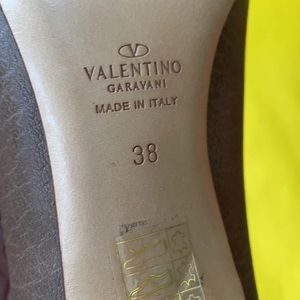 VALENTINO
GARAVANI
MADE IN ITALY
38